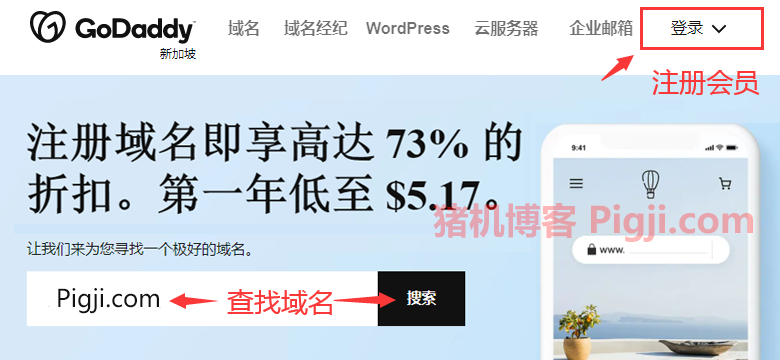 GoDaddy
新加坡
域名 域名经纪 WordPress 云服务器 企业邮箱 登录
注册会员
注册域名即享高达 73% 的
折扣。第一年低至 $5.17。
猪机博客 Pigji.com
让我们来为您寻找一个极好的域名。
Pigji.com 查找域名 搜索
9:41
www.